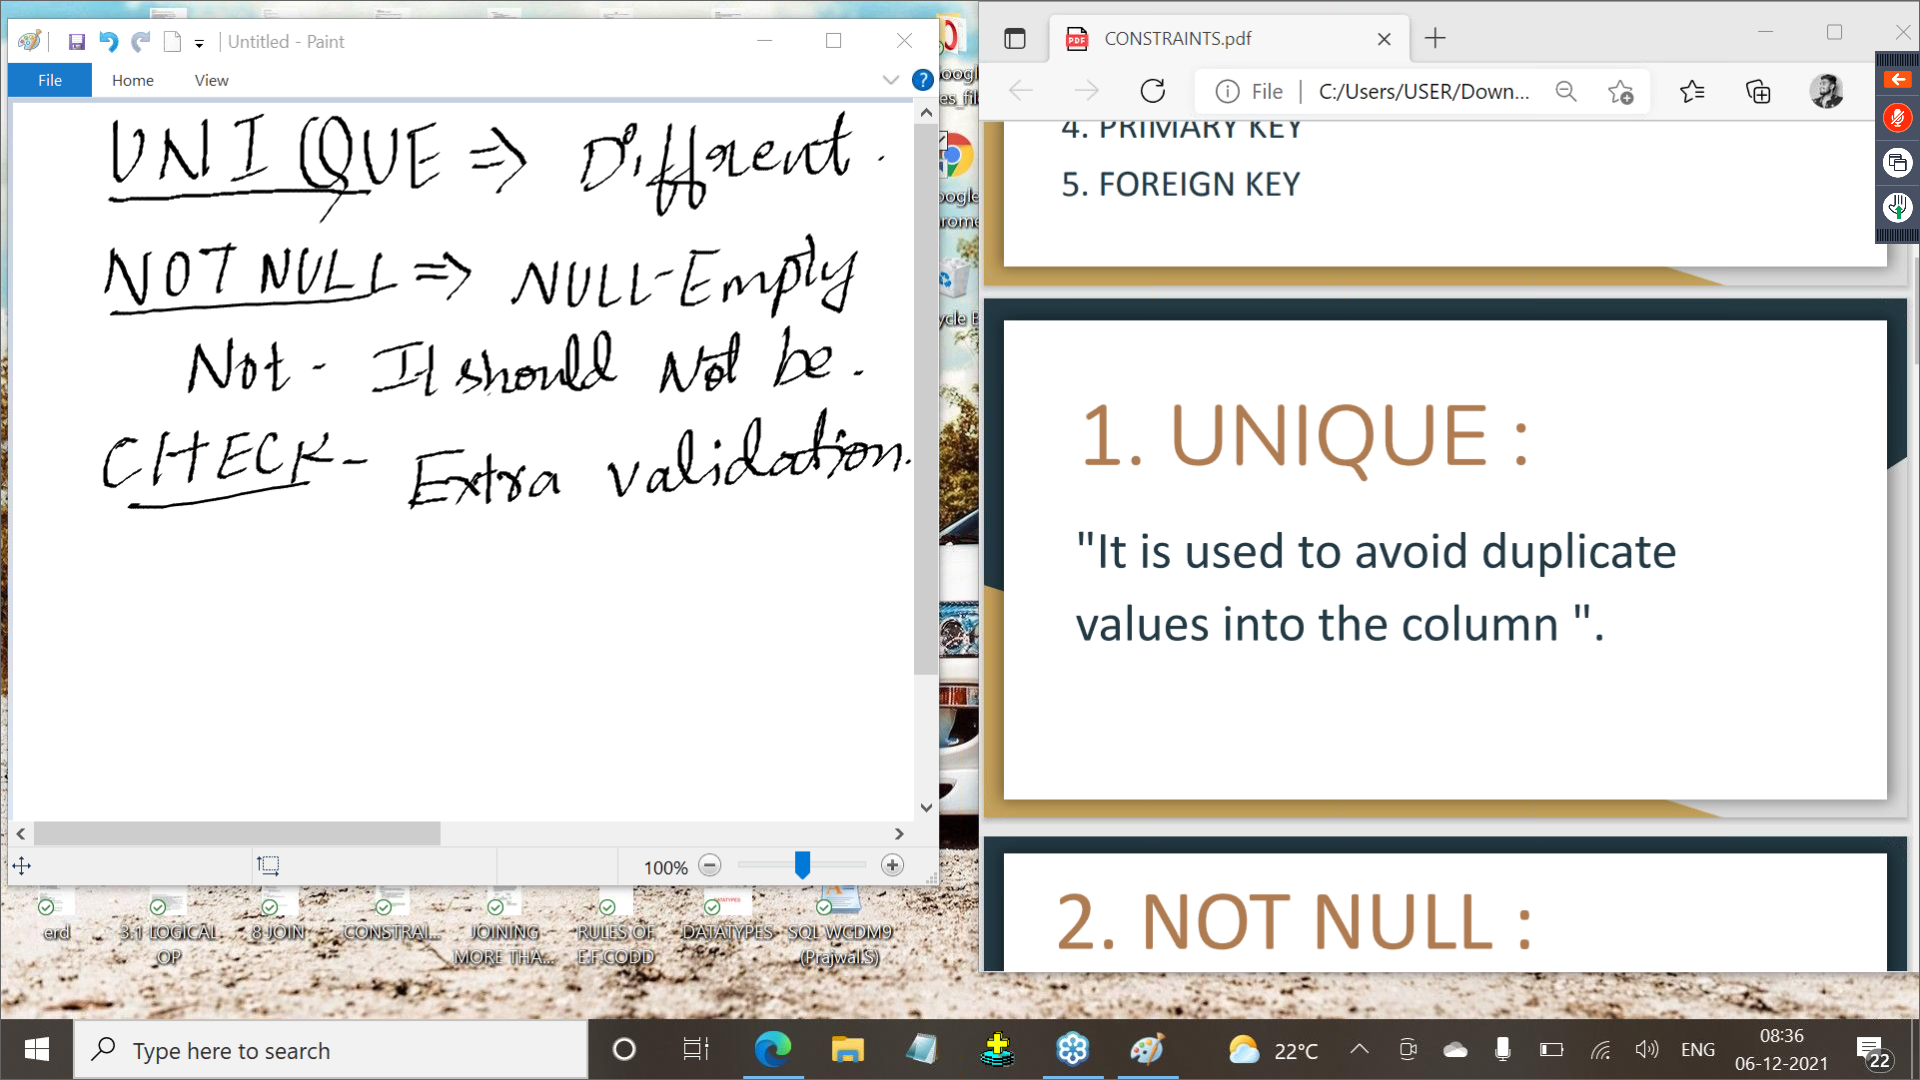 Untitled - Paint
File Home View
UNIQUE => Different.
NOT NULL => NULL-Empty
Not - It should Not be.
CHECK - Extra validation.
100%
CONSTRAINTS.pdf
File | C:/Users/USER/Down...
4. PRIMARY KEY
5. FOREIGN KEY
1. UNIQUE :
"It is used to avoid duplicate
values into the column ".
2. NOT NULL :
erd
3.1 LOGICAL
OP
8 JOIN
CONSTRAI...
JOINING
MORE THA...
RULES OF
E.F.CODD
DATATYPES
SQL WCDM9
(Prajwal.S)
Type here to search
22°C
ENG
08:36
06-12-2021
22